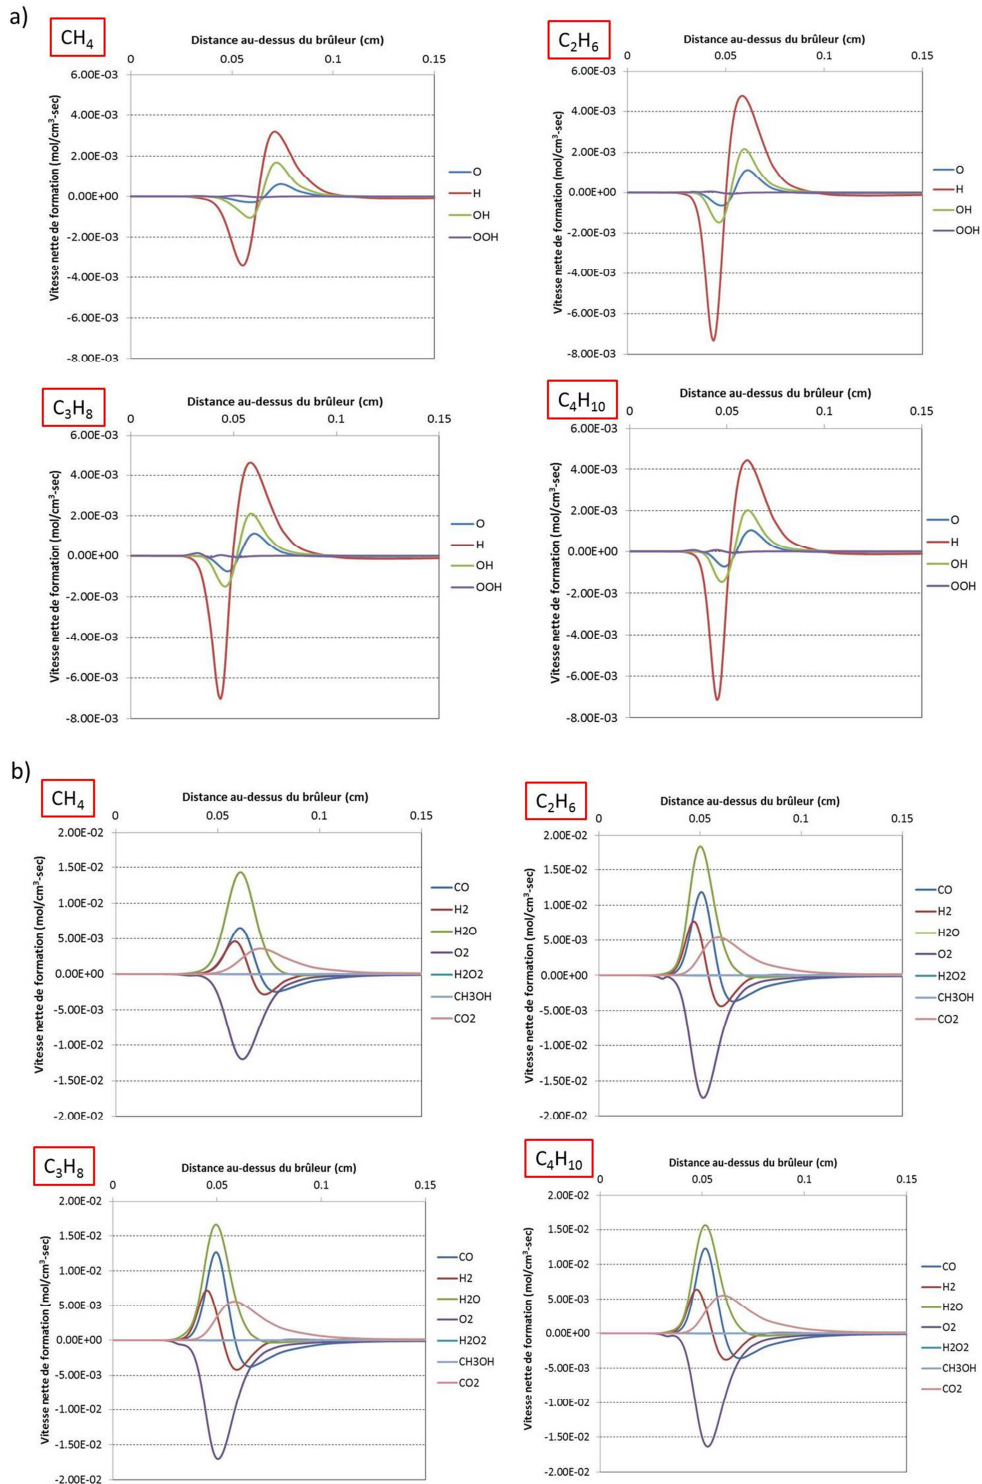 a)
CH4
Distance au-dessus du brûleur (cm)
0 0.05 0.1 0.15
Vitesse nette de formation (mol/cm3-sec)
6.00E-03
4.00E-03
2.00E-03
0.00E+00
-2.00E-03
-4.00E-03
-6.00E-03
-8.00E-03
O
H
OH
OOH
C2H6
Distance au-dessus du brûleur (cm)
0 0.05 0.1 0.15
Vitesse nette de formation (mol/cm3-sec)
6.00E-03
4.00E-03
2.00E-03
0.00E+00
-2.00E-03
-4.00E-03
-6.00E-03
-8.00E-03
O
H
OH
OOH
C3H8
Distance au-dessus du brûleur (cm)
0 0.05 0.1 0.15
Vitesse nette de formation (mol/cm3-sec)
6.00E-03
4.00E-03
2.00E-03
0.00E+00
-2.00E-03
-4.00E-03
-6.00E-03
-8.00E-03
O
H
OH
OOH
C4H10
Distance au-dessus du brûleur (cm)
0 0.05 0.1 0.15
Vitesse nette de formation (mol/cm3-sec)
6.00E-03
4.00E-03
2.00E-03
0.00E+00
-2.00E-03
-4.00E-03
-6.00E-03
-8.00E-03
O
H
OH
OOH
b)
CH4
Distance au-dessus du brûleur (cm)
0 0.05 0.1 0.15
Vitesse nette de formation (mol/cm3-sec)
2.00E-02
1.50E-02
1.00E-02
5.00E-03
0.00E+00
-5.00E-03
-1.00E-02
-1.50E-02
-2.00E-02
CO
H2
H2O
O2
H2O2
CH3OH
CO2
C2H6
Distance au-dessus du brûleur (cm)
0 0.05 0.1 0.15
Vitesse nette de formation (mol/cm3-sec)
2.00E-02
1.50E-02
1.00E-02
5.00E-03
0.00E+00
-5.00E-03
-1.00E-02
-1.50E-02
-2.00E-02
CO
H2
H2O
O2
H2O2
CH3OH
CO2
C3H8
Distance au-dessus du brûleur (cm)
0 0.05 0.1 0.15
Vitesse nette de formation (mol/cm3-sec)
2.00E-02
1.50E-02
1.00E-02
5.00E-03
0.00E+00
-5.00E-03
-1.00E-02
-1.50E-02
-2.00E-02
CO
H2
H2O
O2
H2O2
CH3OH
CO2
C4H10
Distance au-dessus du brûleur (cm)
0 0.05 0.1 0.15
Vitesse nette de formation (mol/cm3-sec)
2.00E-02
1.50E-02
1.00E-02
5.00E-03
0.00E+00
-5.00E-03
-1.00E-02
-1.50E-02
-2.00E-02
CO
H2
H2O
O2
H2O2
CH3OH
CO2